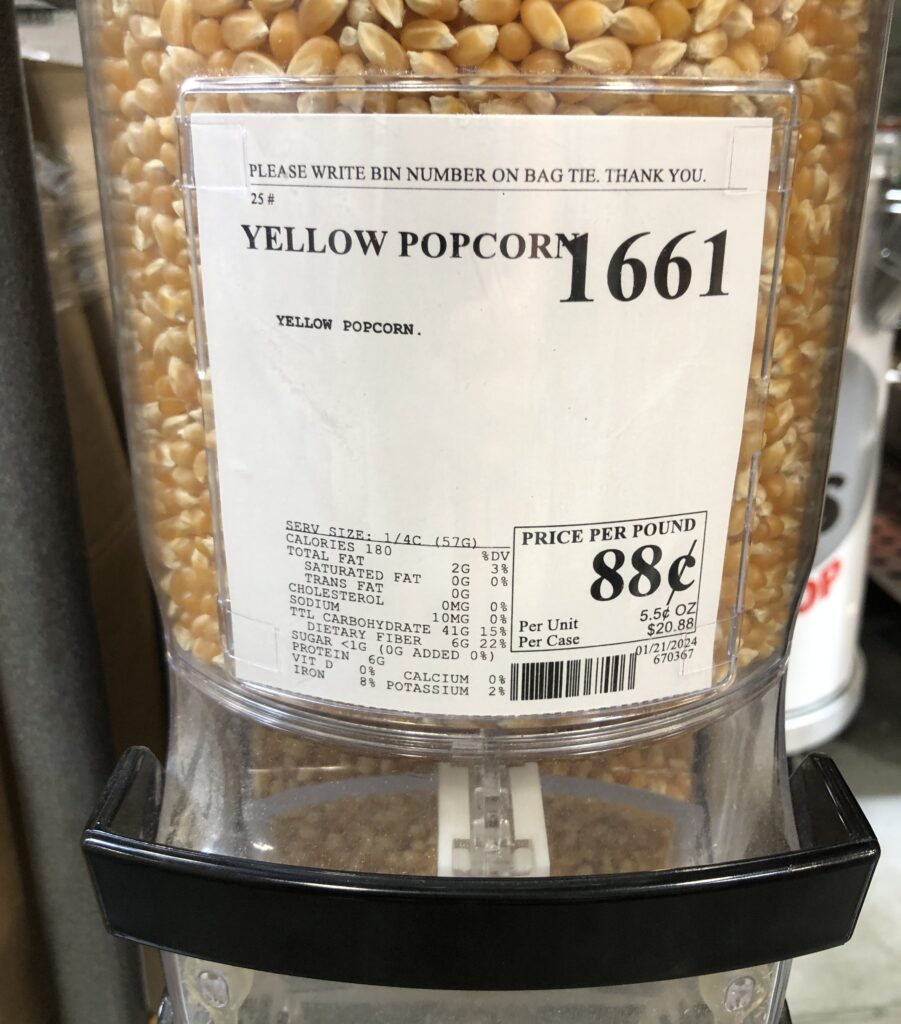 PLEASE WRITE BIN NUMBER ON BAG TIE. THANK YOU.
25 #
YELLOW POPCORN 1661
YELLOW POPCORN.
SERV SIZE: 1/4C (57G)
CALORIES 180 %DV
TOTAL FAT 2G 3%
SATURATED FAT 0G 0%
TRANS FAT 0G
CHOLESTEROL 0MG 0%
SODIUM 10MG 0%
TTL CARBOHYDRATE 41G 15%
DIETARY FIBER 6G 22%
SUGAR <1G (0G ADDED 0%)
PROTEIN 6G
VIT D 0% CALCIUM 0%
IRON 8% POTASSIUM 2%
PRICE PER POUND
88¢
Per Unit 5.5¢ OZ
Per Case $20.88
01/21/2024
670367
OP